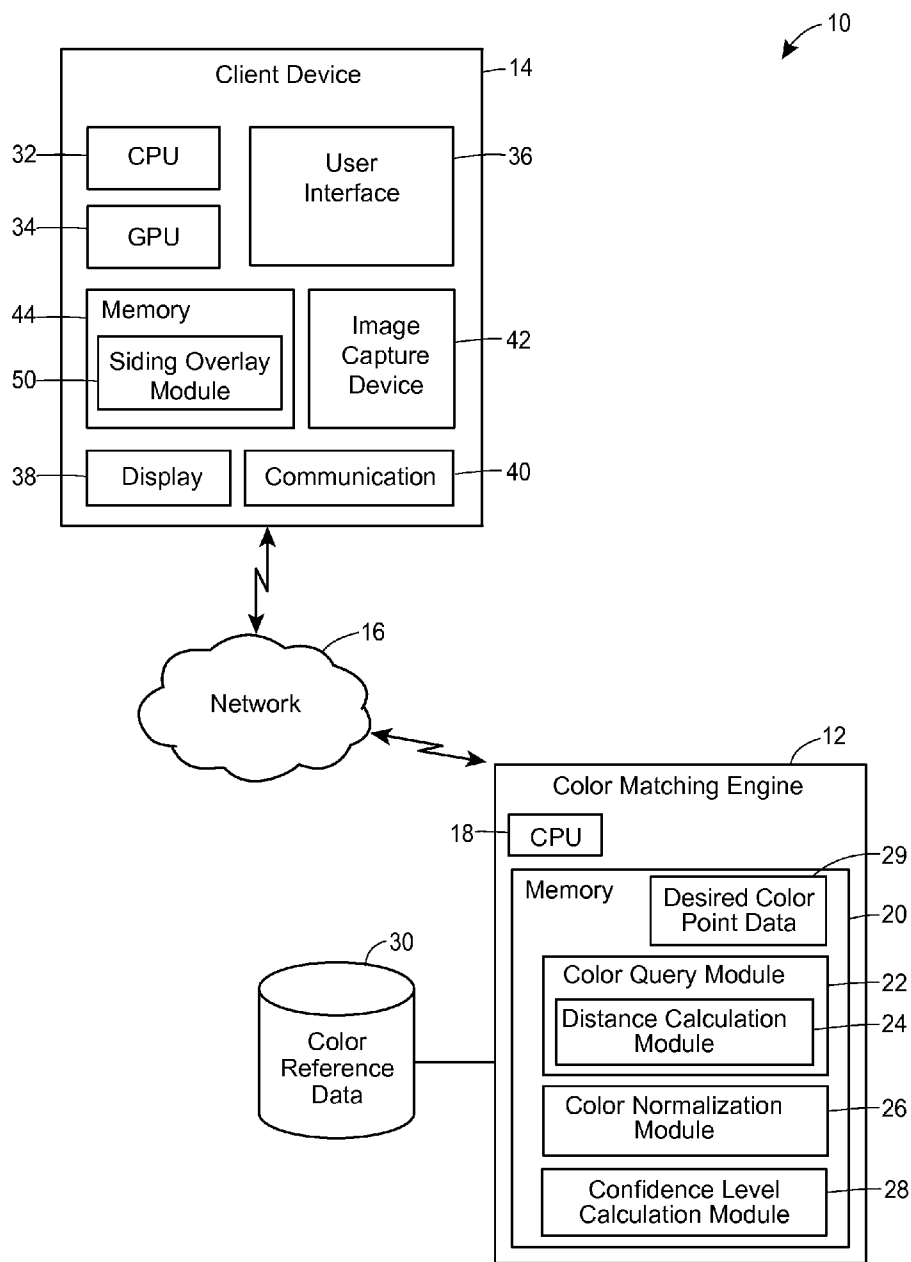 10
Client Device
14
32
CPU
User
Interface
36
34
GPU
44
Memory
Image
Capture
Device
42
50
Siding Overlay
Module
38
Display
Communication
40
16
Network
12
Color Matching Engine
18
CPU
29
Memory
Desired Color
Point Data
20
Color Query Module
22
Distance Calculation
Module
24
30
Color
Reference
Data
Color Normalization
Module
26
Confidence Level
Calculation Module
28